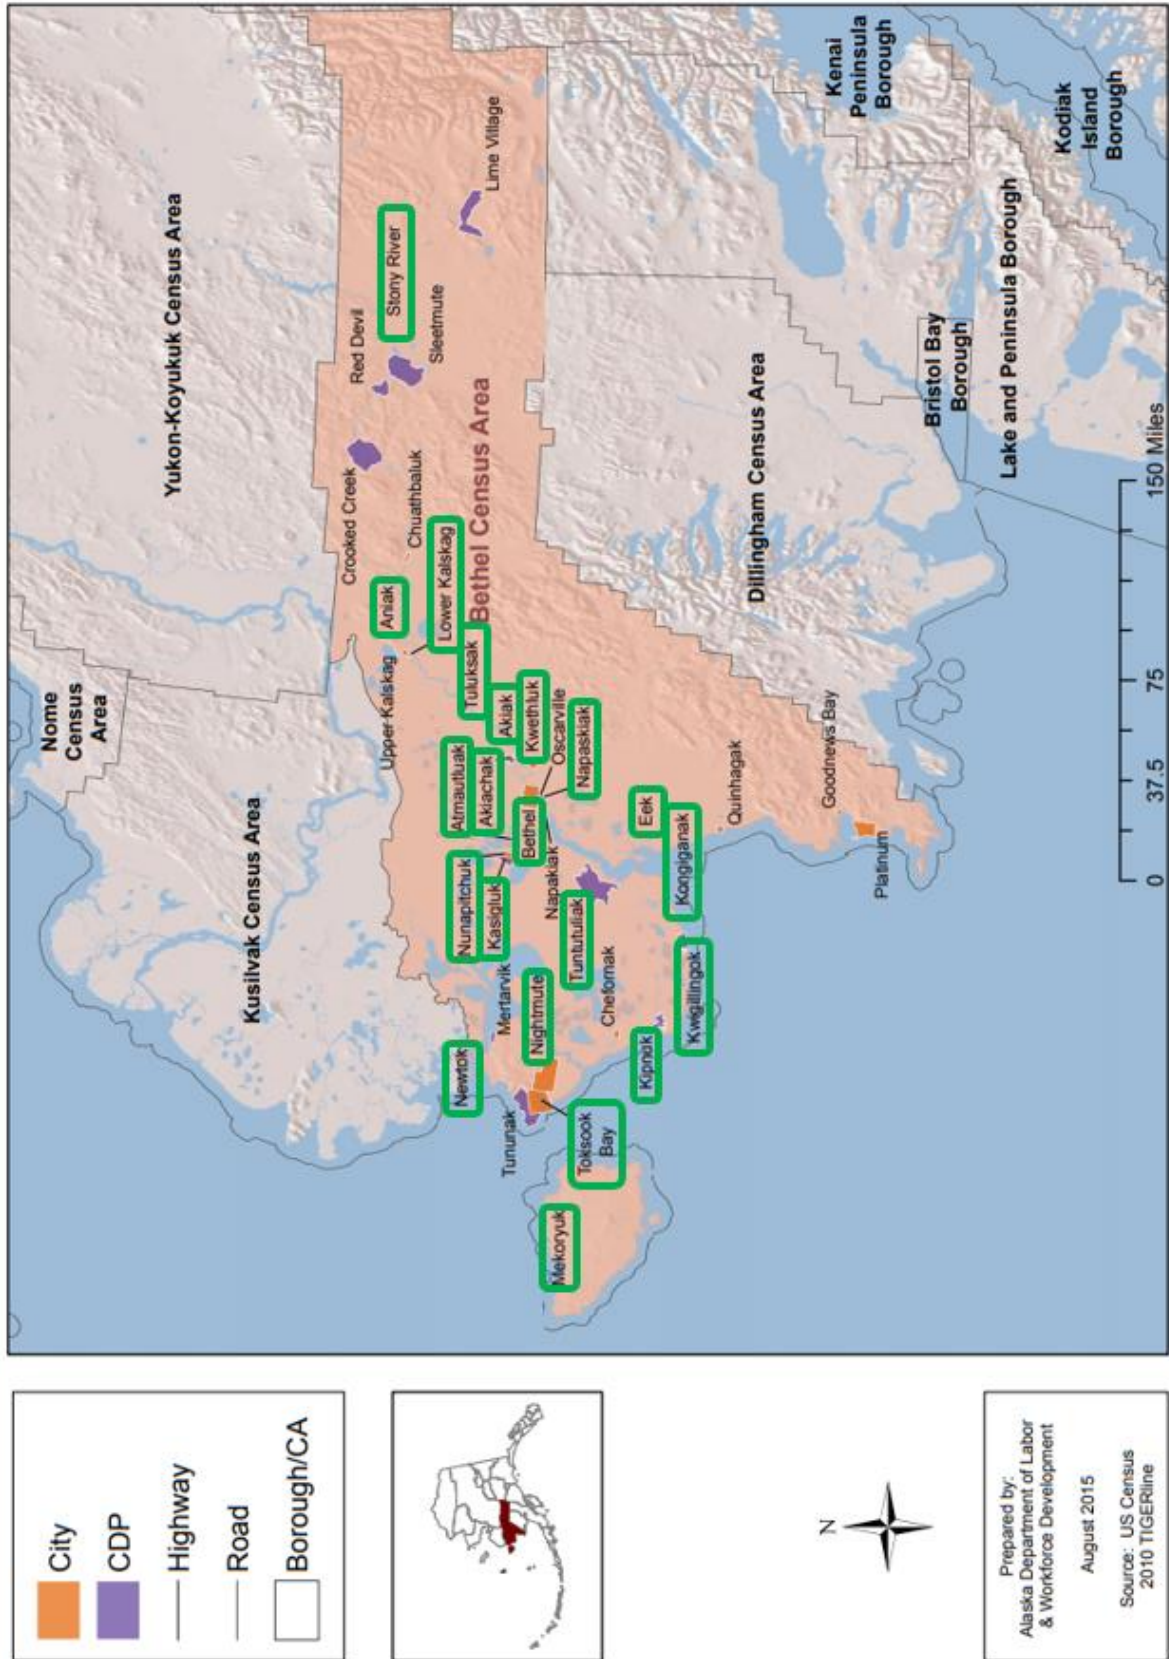 Yukon-Koyukuk Census Area
Nome
Census
Area
Kusilvak Census Area
Crooked Creek
Red Devil
Stony River
Sleetmute
Lime Village
Chuathbaluk
Aniak
Upper Kalskag
Lower Kalskag
Bethel Census Area
Tuluksak
Akiak
Kwethluk
Oscarville
Napaskiak
Atmautluak
Akiachak
Bethel
Nunapitchuk
Kasigluk
Napakiak
Tuntutuliak
Mertarvik
Nightmute
Chefornak
Newtok
Tununak
Toksook
Bay
Mekoryuk
Kipnuk
Kwigillingok
Kongiganak
Eek
Quinhagak
Goodnews Bay
Platinum
Dillingham Census Area
Bristol Bay
Borough
Lake and Peninsula Borough
Kenai
Peninsula
Borough
Kodiak
Island
Borough
0 37.5 75 150 Miles
City
CDP
Highway
Road
Borough/CA
N
Prepared by:
Alaska Department of Labor
& Workforce Development
August 2015
Source: US Census
2010 TIGERline